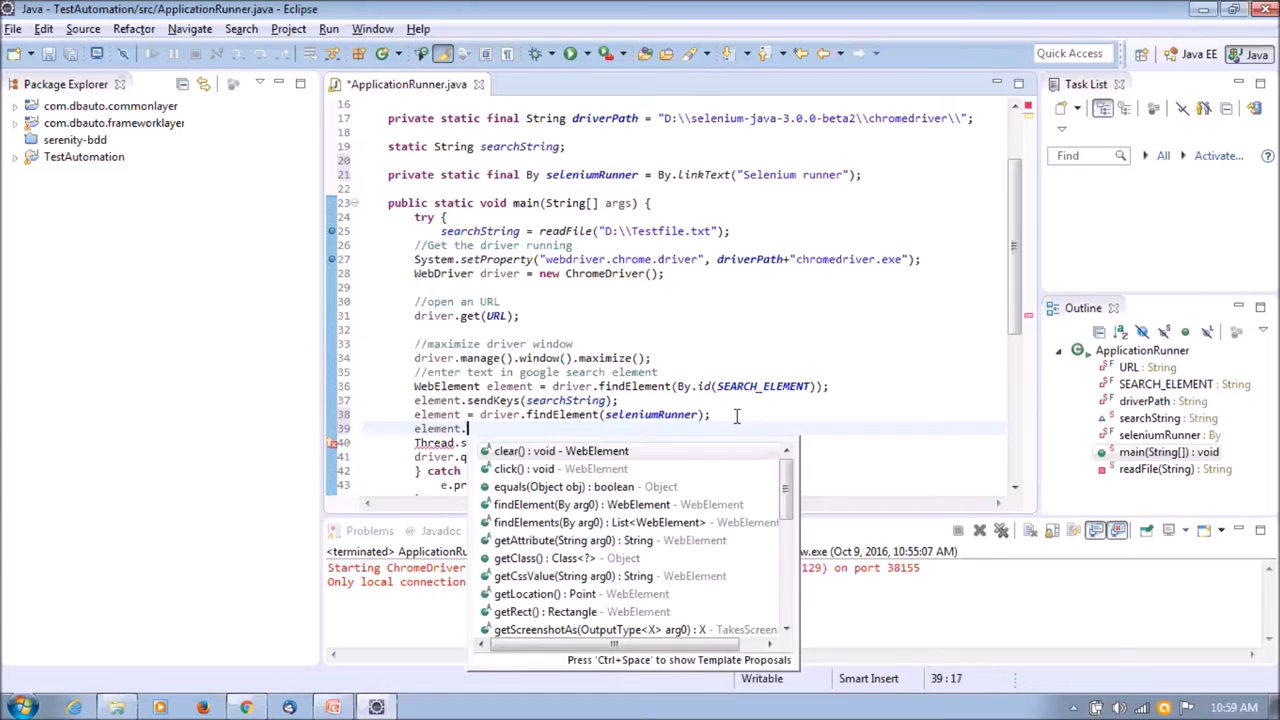 Java - TestAutomation/src/ApplicationRunner.java - Eclipse
File Edit Source Refactor Navigate Search Project Run Window Help
Quick Access
Java EE
Java
Package Explorer
com.dbauto.commonlayer
com.dbauto.frameworklayer
serenity-bdd
TestAutomation
*ApplicationRunner.java
16
17 private static final String driverPath = "D:\\selenium-java-3.0.0-beta2\\chromedriver\\";
18
19 static String searchString;
20
21 private static final By seleniumRunner = By.linkText("Selenium runner");
22
23 public static void main(String[] args) {
24 try {
25 searchString = readFile("D:\\Testfile.txt");
26 //Get the driver running
27 System.setProperty("webdriver.chrome.driver", driverPath+"chromedriver.exe");
28 WebDriver driver = new ChromeDriver();
29
30 //open an URL
31 driver.get(URL);
32
33 //maximize driver window
34 driver.manage().window().maximize();
35 //enter text in google search element
36 WebElement element = driver.findElement(By.id(SEARCH_ELEMENT));
37 element.sendKeys(searchString);
38 element = driver.findElement(seleniumRunner);
39 element.
40 Thread.s
41 driver.q
42 } catch
43 e.pr
clear() : void - WebElement
click() : void - WebElement
equals(Object obj) : boolean - Object
findElement(By arg0) : WebElement - WebElement
findElements(By arg0) : List<WebElement> - WebElement
getAttribute(String arg0) : String - WebElement
getClass() : Class<?> - Object
getCssValue(String arg0) : String - WebElement
getLocation() : Point - WebElement
getRect() : Rectangle - WebElement
getScreenshotAs(OutputType<X> arg0) : X - TakesScreen
Press 'Ctrl+Space' to show Template Proposals
Task List
Find All Activate...
Outline
ApplicationRunner
URL : String
SEARCH_ELEMENT : String
driverPath : String
searchString : String
seleniumRunner : By
main(String[]) : void
readFile(String) : String
Problems Javadoc
<terminated> ApplicationRu
w.exe (Oct 9, 2016, 10:55:07 AM)
Starting ChromeDriver
129) on port 38155
Only local connection
Writable Smart Insert 39 : 17
10:59 AM